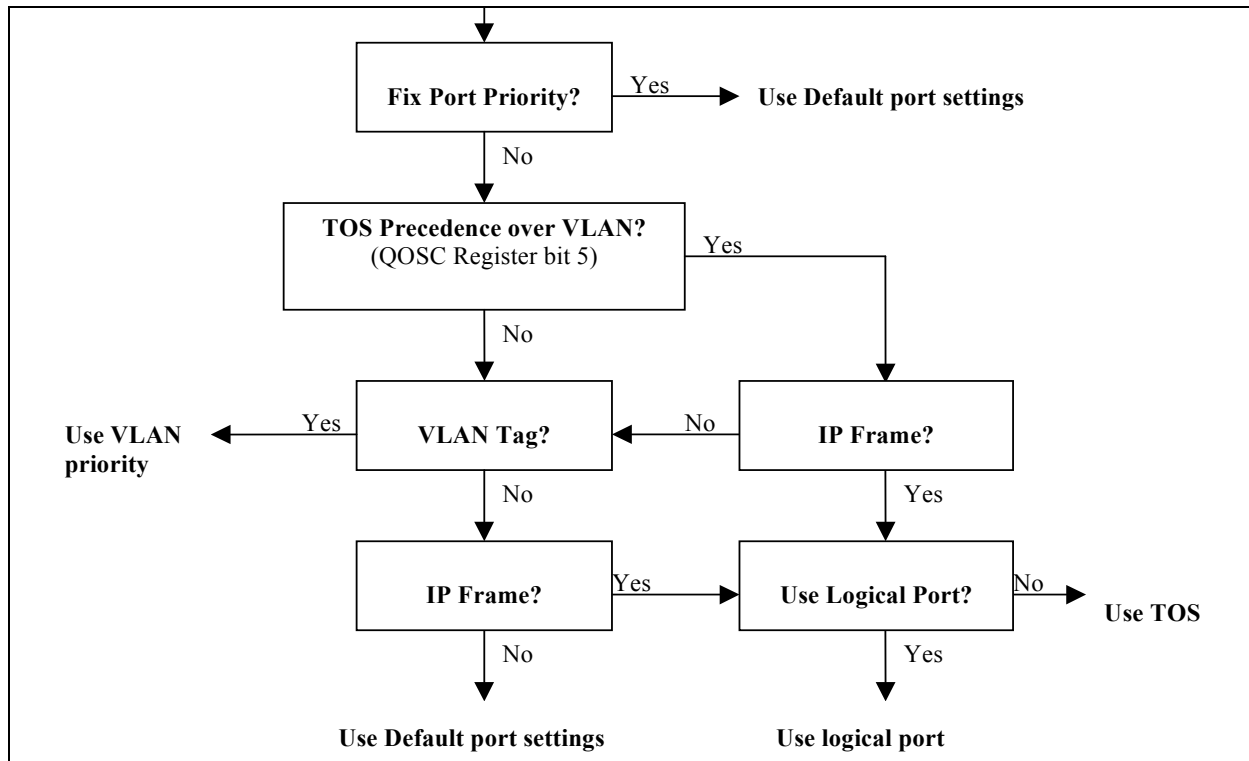 Fix Port Priority?
Yes
Use Default port settings
No
TOS Precedence over VLAN?
(QOSC Register bit 5)
Yes
No
Use VLAN
priority
Yes
VLAN Tag?
No
IP Frame?
No
Yes
IP Frame?
Yes
Use Logical Port?
No
Use TOS
No
Yes
Use Default port settings
Use logical port